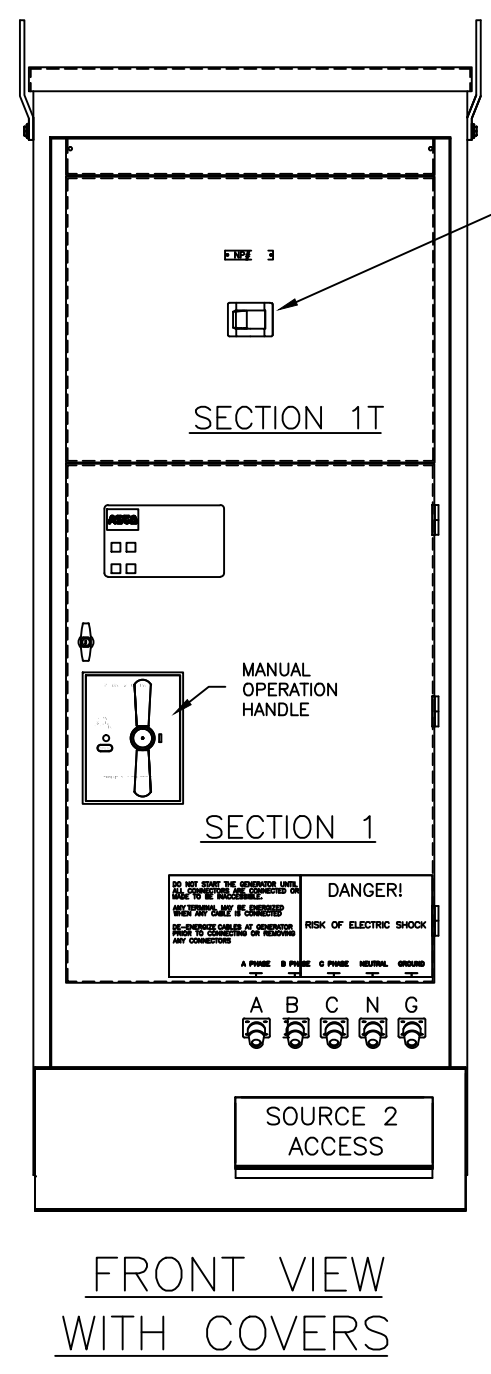 NP#
SECTION 1T
MANUAL
OPERATION
HANDLE
SECTION 1
DO NOT START THE GENERATOR UNTIL
ALL CONNECTORS ARE CONNECTED OR
MADE TO BE INACCESSIBLE.
ANY TERMINAL MAY BE ENERGIZED
WHEN ANY CABLE IS CONNECTED
DE-ENERGIZE CABLES AT GENERATOR
PRIOR TO CONNECTING OR REMOVING
ANY CONNECTORS
DANGER!
RISK OF ELECTRIC SHOCK
A PHASE B PHASE C PHASE NEUTRAL GROUND
A B C N G
SOURCE 2
ACCESS
FRONT VIEW
WITH COVERS